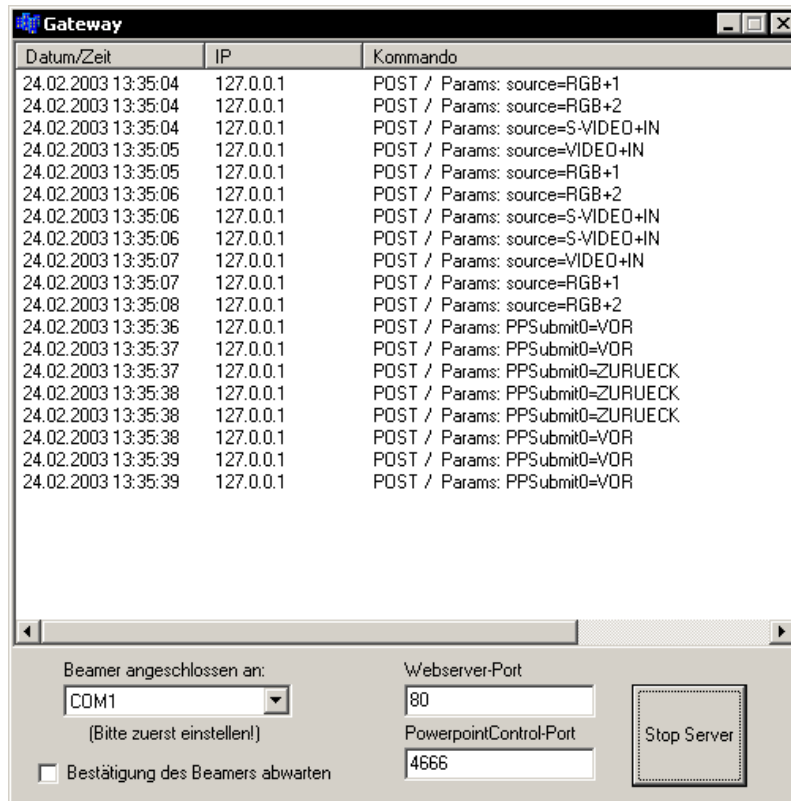 Gateway
Datum/Zeit IP Kommando
24.02.2003 13:35:04 127.0.0.1 POST / Params: source=RGB+1
24.02.2003 13:35:04 127.0.0.1 POST / Params: source=RGB+2
24.02.2003 13:35:04 127.0.0.1 POST / Params: source=S-VIDEO+IN
24.02.2003 13:35:05 127.0.0.1 POST / Params: source=VIDEO+IN
24.02.2003 13:35:05 127.0.0.1 POST / Params: source=RGB+1
24.02.2003 13:35:06 127.0.0.1 POST / Params: source=RGB+2
24.02.2003 13:35:06 127.0.0.1 POST / Params: source=S-VIDEO+IN
24.02.2003 13:35:06 127.0.0.1 POST / Params: source=S-VIDEO+IN
24.02.2003 13:35:07 127.0.0.1 POST / Params: source=VIDEO+IN
24.02.2003 13:35:07 127.0.0.1 POST / Params: source=RGB+1
24.02.2003 13:35:08 127.0.0.1 POST / Params: source=RGB+2
24.02.2003 13:35:36 127.0.0.1 POST / Params: PPSubmit0=VOR
24.02.2003 13:35:37 127.0.0.1 POST / Params: PPSubmit0=VOR
24.02.2003 13:35:37 127.0.0.1 POST / Params: PPSubmit0=ZURUECK
24.02.2003 13:35:38 127.0.0.1 POST / Params: PPSubmit0=ZURUECK
24.02.2003 13:35:38 127.0.0.1 POST / Params: PPSubmit0=ZURUECK
24.02.2003 13:35:38 127.0.0.1 POST / Params: PPSubmit0=VOR
24.02.2003 13:35:39 127.0.0.1 POST / Params: PPSubmit0=VOR
24.02.2003 13:35:39 127.0.0.1 POST / Params: PPSubmit0=VOR
Beamer angeschlossen an:
COM1
(Bitte zuerst einstellen!)
Bestätigung des Beamers abwarten
Webserver-Port
80
PowerpointControl-Port
4666
Stop Server